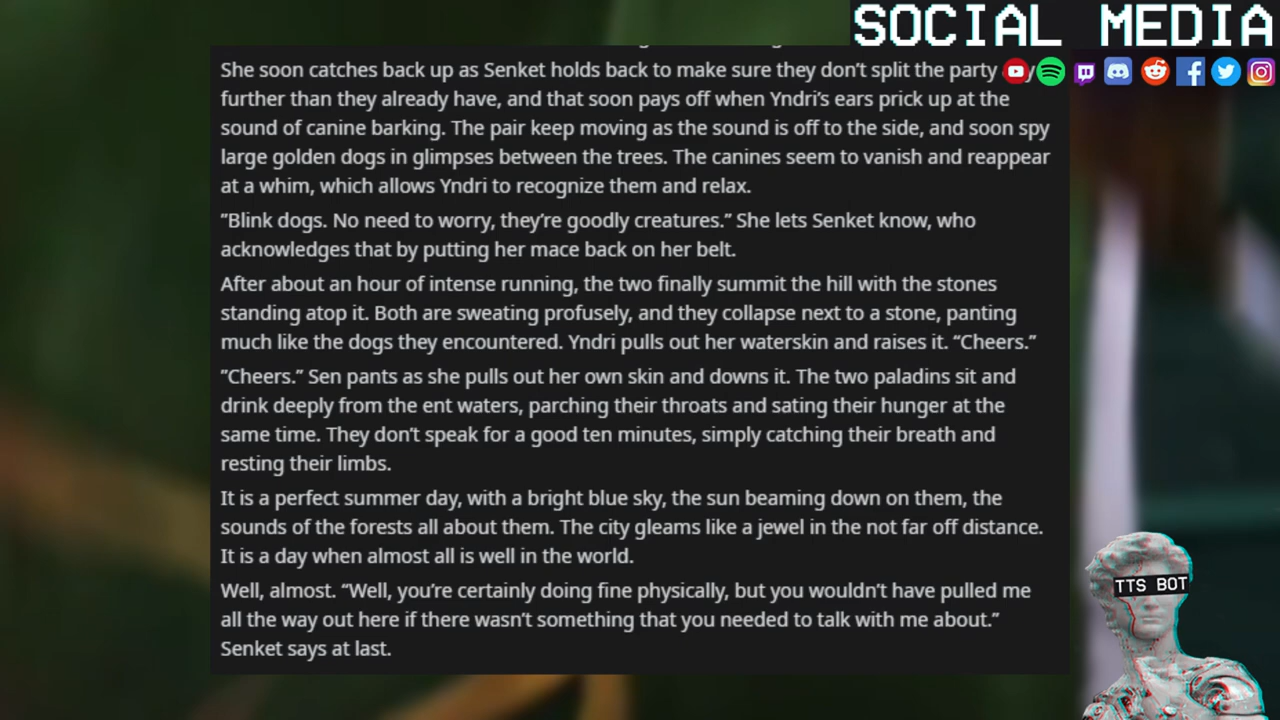 SOCIAL MEDIA
She soon catches back up as Senket holds back to make sure they don’t split the party
further than they already have, and that soon pays off when Yndri’s ears prick up at the
sound of canine barking. The pair keep moving as the sound is off to the side, and soon spy
large golden dogs in glimpses between the trees. The canines seem to vanish and reappear
at a whim, which allows Yndri to recognize them and relax.
”Blink dogs. No need to worry, they’re goodly creatures.” She lets Senket know, who
acknowledges that by putting her mace back on her belt.
After about an hour of intense running, the two finally summit the hill with the stones
standing atop it. Both are sweating profusely, and they collapse next to a stone, panting
much like the dogs they encountered. Yndri pulls out her waterskin and raises it. “Cheers.”
”Cheers.” Sen pants as she pulls out her own skin and downs it. The two paladins sit and
drink deeply from the ent waters, parching their throats and sating their hunger at the
same time. They don’t speak for a good ten minutes, simply catching their breath and
resting their limbs.
It is a perfect summer day, with a bright blue sky, the sun beaming down on them, the
sounds of the forests all about them. The city gleams like a jewel in the not far off distance.
It is a day when almost all is well in the world.
Well, almost. “Well, you’re certainly doing fine physically, but you wouldn’t have pulled me
all the way out here if there wasn’t something that you needed to talk with me about.”
Senket says at last.
TTS BOT